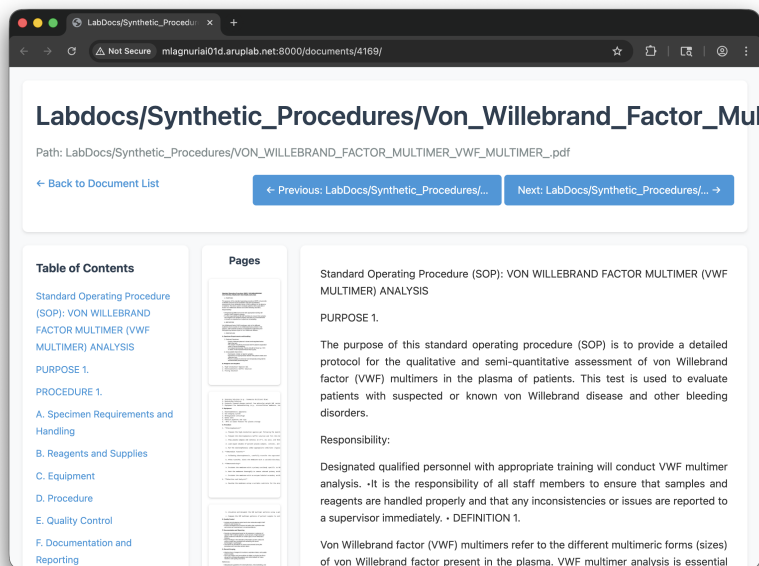 LabDocs/Synthetic_Procedur
Not Secure mlagnuriai01d.aruplab.net:8000/documents/4169/
Labdocs/Synthetic_Procedures/Von_Willebrand_Factor_Mul
Path: LabDocs/Synthetic_Procedures/VON_WILLEBRAND_FACTOR_MULTIMER_VWF_MULTIMER_.pdf
← Back to Document List
← Previous: LabDocs/Synthetic_Procedures/...
Next: LabDocs/Synthetic_Procedures/... →
Table of Contents
Standard Operating Procedure
(SOP): VON WILLEBRAND
FACTOR MULTIMER (VWF
MULTIMER) ANALYSIS
PURPOSE 1.
PROCEDURE 1.
A. Specimen Requirements and
Handling
B. Reagents and Supplies
C. Equipment
D. Procedure
E. Quality Control
F. Documentation and
Reporting
Pages
Standard Operating Procedure (SOP): VON WILLEBRAND FACTOR MULTIMER (VWF
MULTIMER) ANALYSIS
PURPOSE 1.
The purpose of this standard operating procedure (SOP) is to provide a detailed
protocol for the qualitative and semi-quantitative assessment of von Willebrand
factor (VWF) multimers in the plasma of patients. This test is used to evaluate
patients with suspected or known von Willebrand disease and other bleeding
disorders.
Responsibility:
Designated qualified personnel with appropriate training will conduct VWF multimer
analysis. •It is the responsibility of all staff members to ensure that samples and
reagents are handled properly and that any inconsistencies or issues are reported to
a supervisor immediately. • DEFINITION 1.
Von Willebrand factor (VWF) multimers refer to the different multimeric forms (sizes)
of von Willebrand factor present in the plasma. VWF multimer analysis is essential